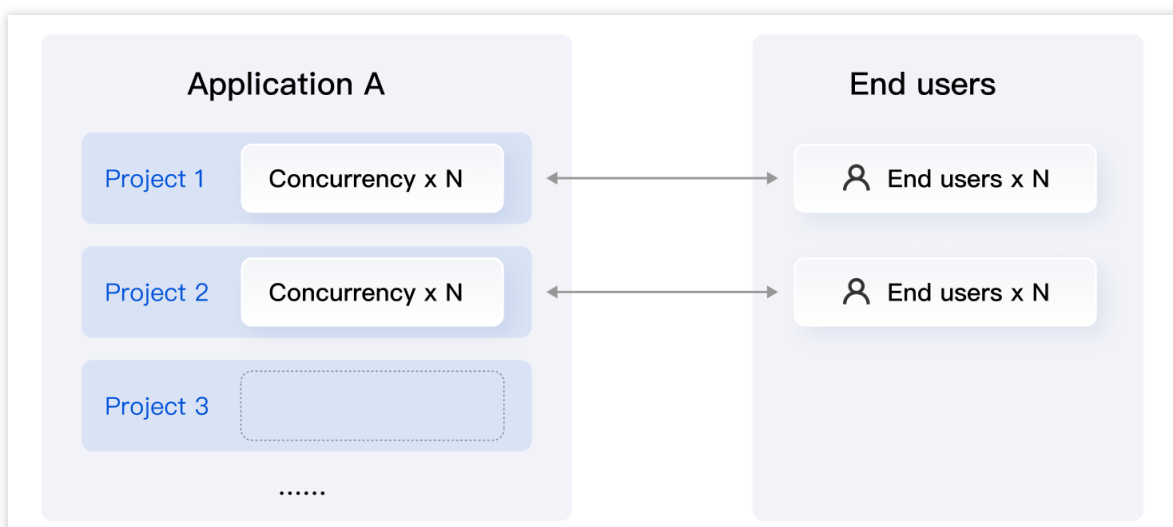 Application A
End users
Project 1
Concurrency x N
End users x N
Project 2
Concurrency x N
End users x N
Project 3
......